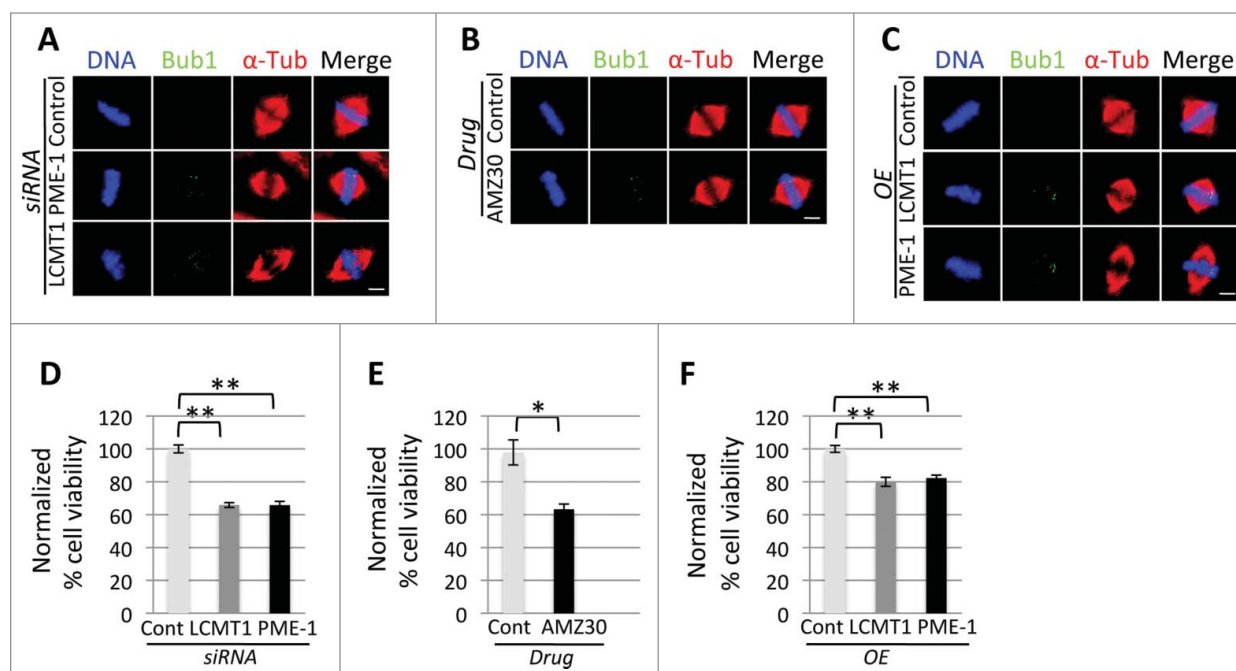 A
DNA Bub1 α-Tub Merge
siRNA
Control
PME-1
LCMT1
B
DNA Bub1 α-Tub Merge
Drug
Control
AMZ30
C
DNA Bub1 α-Tub Merge
OE
Control
LCMT1
PME-1
D
Normalized
% cell viability
120
100
80
60
40
20
0
**
**
Cont LCMT1 PME-1
siRNA
E
Normalized
% cell viability
120
100
80
60
40
20
0
*
Cont AMZ30
Drug
F
Normalized
% cell viability
120
100
80
60
40
20
0
**
**
Cont LCMT1 PME-1
OE